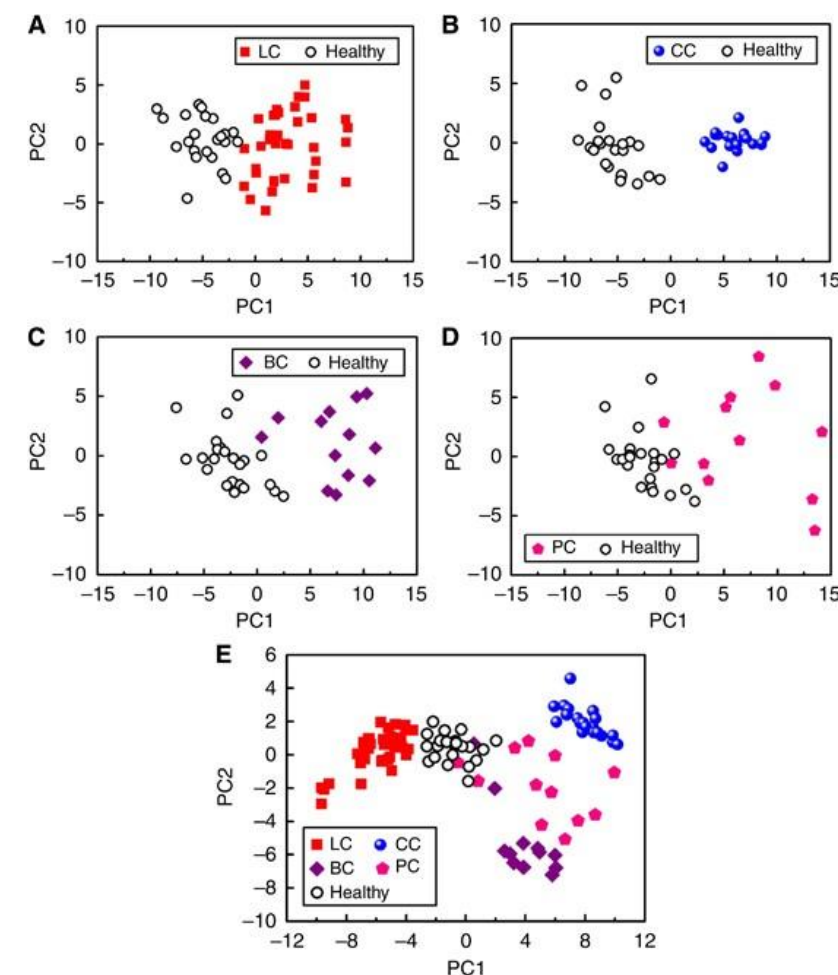 A
10
LC Healthy
5
PC2
0
−5
−10
−15 −10 −5 0 5 10 15
PC1
B
10
CC Healthy
5
PC2
0
−5
−10
−15 −10 −5 0 5 10 15
PC1
C
10
BC Healthy
5
PC2
0
−5
−10
−15 −10 −5 0 5 10 15
PC1
D
10
5
PC2
0
−5
PC Healthy
−10
−15 −10 −5 0 5 10 15
PC1
E
6
4
2
0
PC2
−2
−4
LC CC
−6
BC PC
−8
Healthy
−10
−12 −8 −4 0 4 8 12
PC1